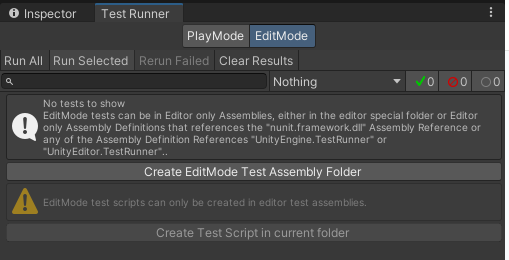 Inspector
Test Runner
PlayMode
EditMode
Run All
Run Selected
Rerun Failed
Clear Results
Nothing
0
0
0
No tests to show
EditMode tests can be in Editor only Assemblies, either in the editor special folder or Editor
only Assembly Definitions that references the "nunit.framework.dll" Assembly Reference or
any of the Assembly Definition References "UnityEngine.TestRunner" or
"UnityEditor.TestRunner"..
Create EditMode Test Assembly Folder
EditMode test scripts can only be created in editor test assemblies.
Create Test Script in current folder